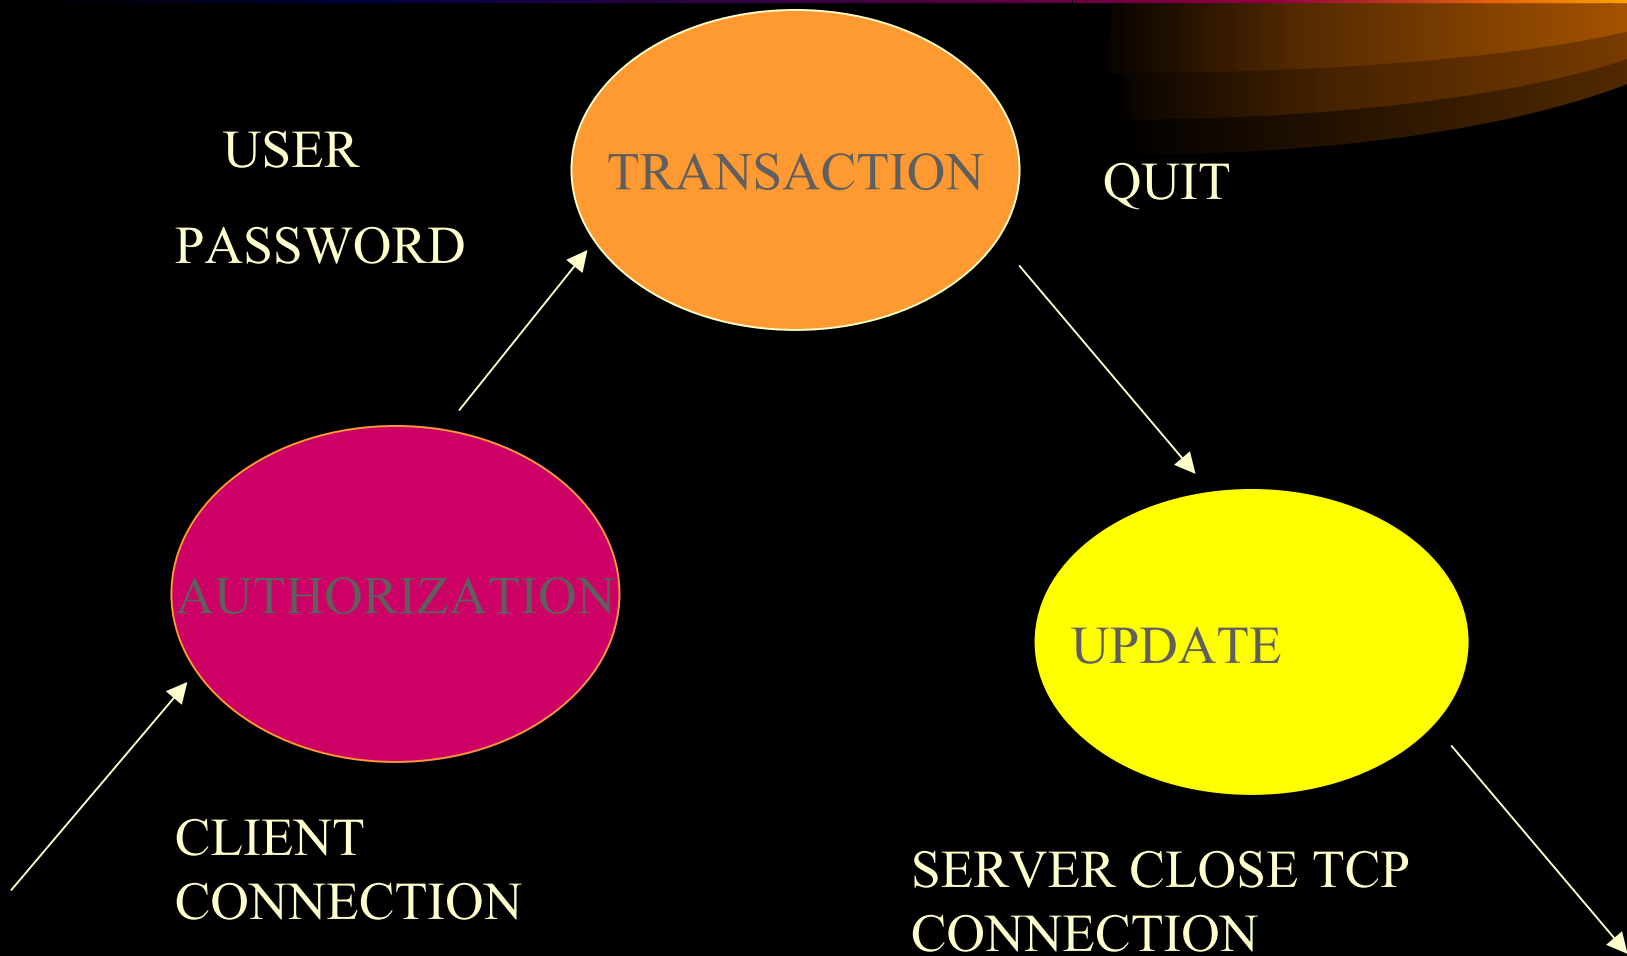 USER
PASSWORD
TRANSACTION
QUIT
AUTHORIZATION
UPDATE
CLIENT
CONNECTION
SERVER CLOSE TCP
CONNECTION